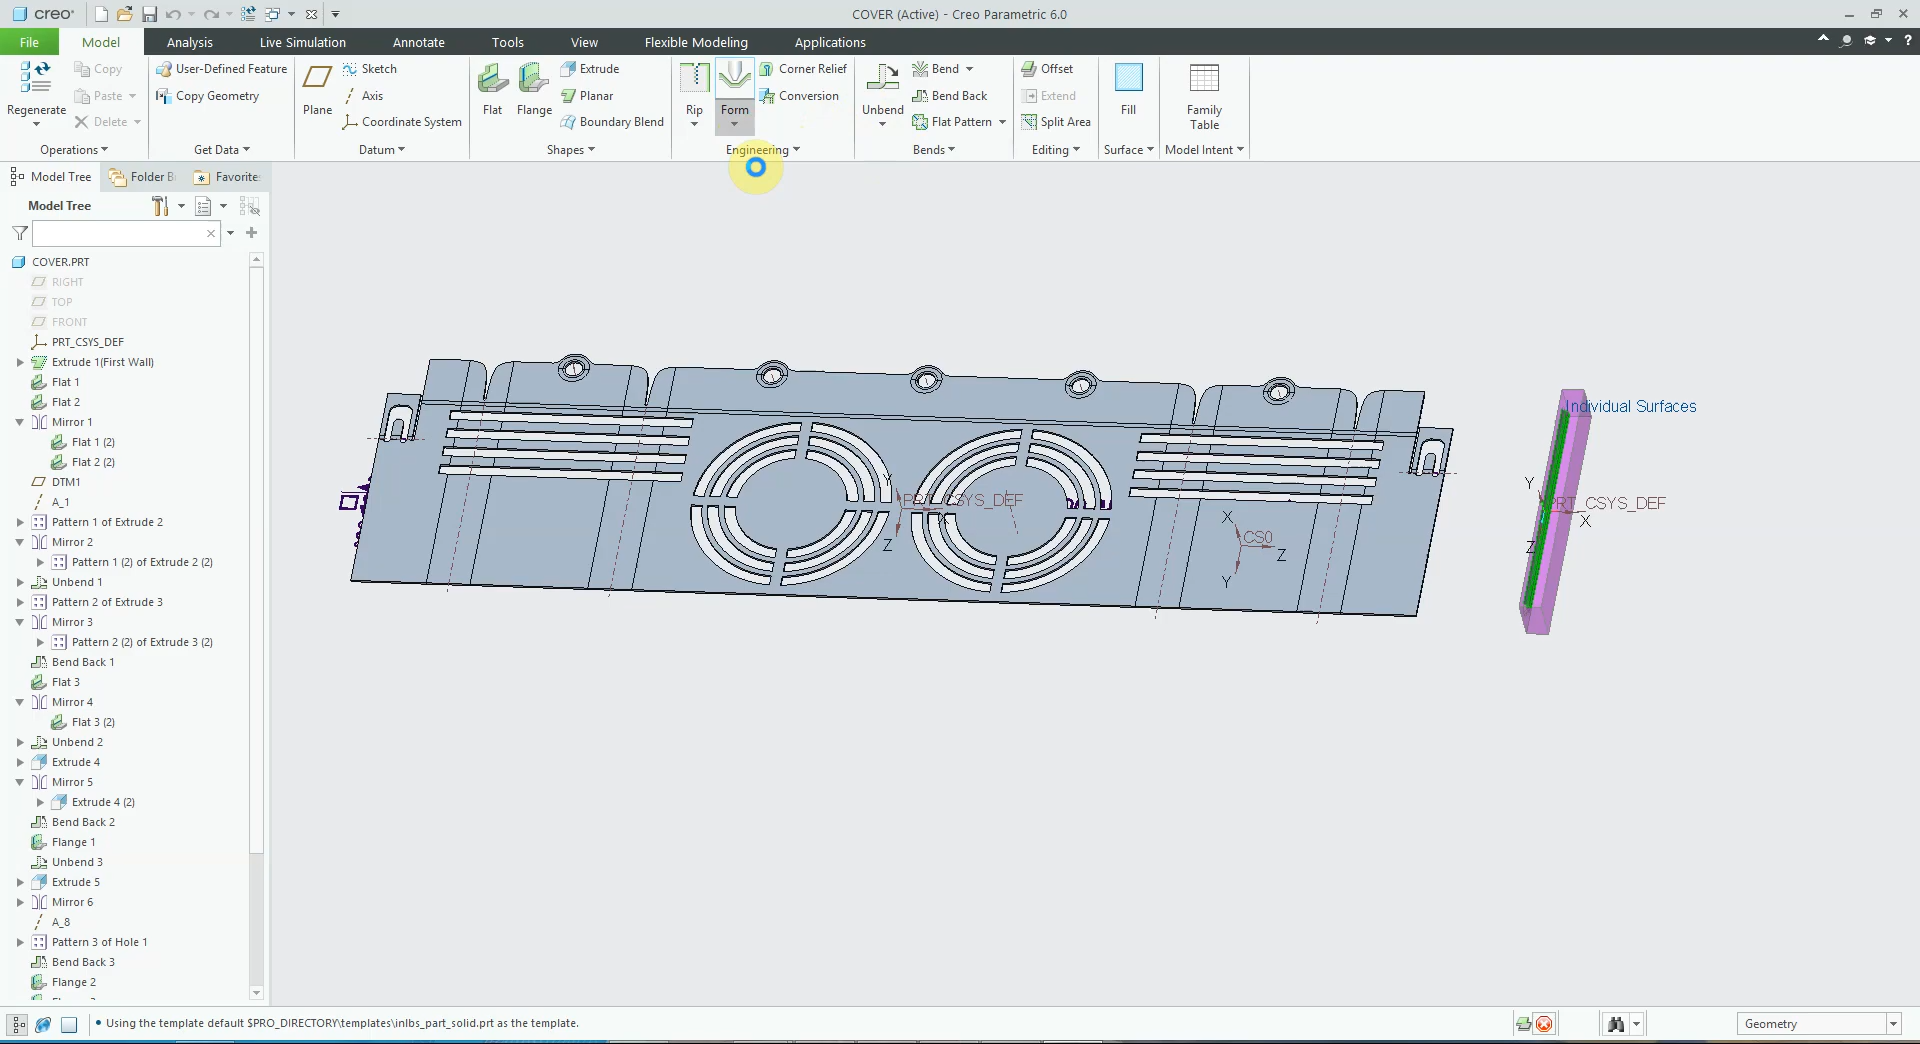 creo
COVER (Active) - Creo Parametric 6.0
File
Model
Analysis
Live Simulation
Annotate
Tools
View
Flexible Modeling
Applications
Regenerate
Copy
Paste
Delete
Operations
User-Defined Feature
Copy Geometry
Get Data
Plane
Sketch
Axis
Coordinate System
Datum
Flat
Flange
Extrude
Planar
Boundary Blend
Shapes
Rip
Form
Corner Relief
Conversion
Engineering
Unbend
Bend
Bend Back
Flat Pattern
Bends
Offset
Extend
Split Area
Editing
Fill
Surface
Family
Table
Model Intent
Model Tree
Folder B
Favorite
Model Tree
COVER.PRT
RIGHT
TOP
FRONT
PRT_CSYS_DEF
Extrude 1(First Wall)
Flat 1
Flat 2
Mirror 1
Flat 1 (2)
Flat 2 (2)
DTM1
A_1
Pattern 1 of Extrude 2
Mirror 2
Pattern 1 (2) of Extrude 2 (2)
Unbend 1
Pattern 2 of Extrude 3
Mirror 3
Pattern 2 (2) of Extrude 3 (2)
Bend Back 1
Flat 3
Mirror 4
Flat 3 (2)
Unbend 2
Extrude 4
Mirror 5
Extrude 4 (2)
Bend Back 2
Flange 1
Unbend 3
Extrude 5
Mirror 6
A_8
Pattern 3 of Hole 1
Bend Back 3
Flange 2
Y
PRT_CSYS_DEF
X
Z
X
CS0
Z
Y
Individual Surfaces
Y
PRT_CSYS_DEF
X
Z
Using the template default $PRO_DIRECTORY\templates\inlbs_part_solid.prt as the template.
Geometry